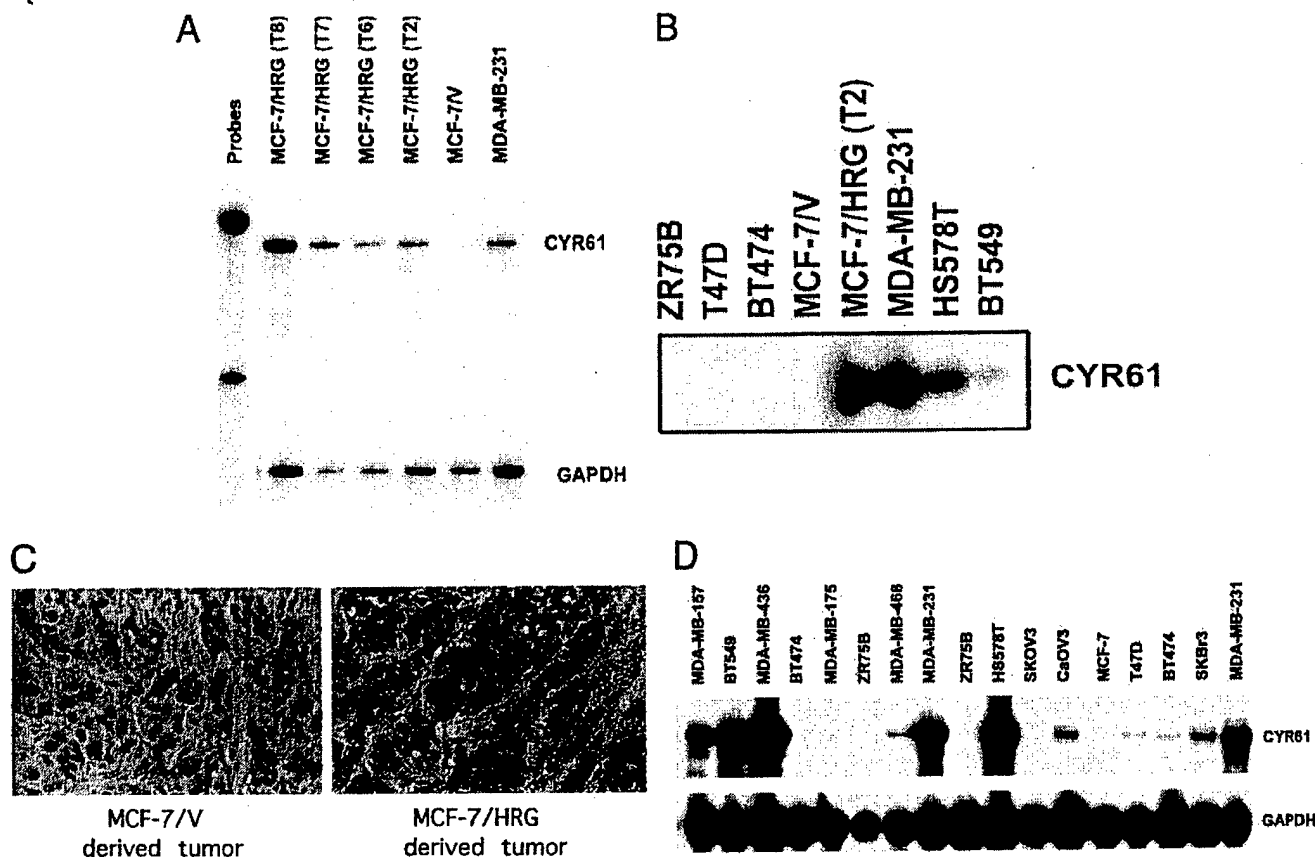 A
Probes
MCF-7/HRG (T8)
MCF-7/HRG (T7)
MCF-7/HRG (T6)
MCF-7/HRG (T2)
MCF-7/V
MDA-MB-231
CYR61
GAPDH
B
ZR75B
T47D
BT474
MCF-7/V
MCF-7/HRG (T2)
MDA-MB-231
HS578T
BT549
CYR61
C
MCF-7/V
derived tumor
MCF-7/HRG
derived tumor
D
MDA-MB-157
BT549
MDA-MB-436
BT474
MDA-MB-175
ZR75B
MDA-MB-468
MDA-MB-231
ZR75B
HS578T
SKOV3
CaOV3
MCF-7
T47D
BT474
SKBr3
MDA-MB-231
CYR61
GAPDH